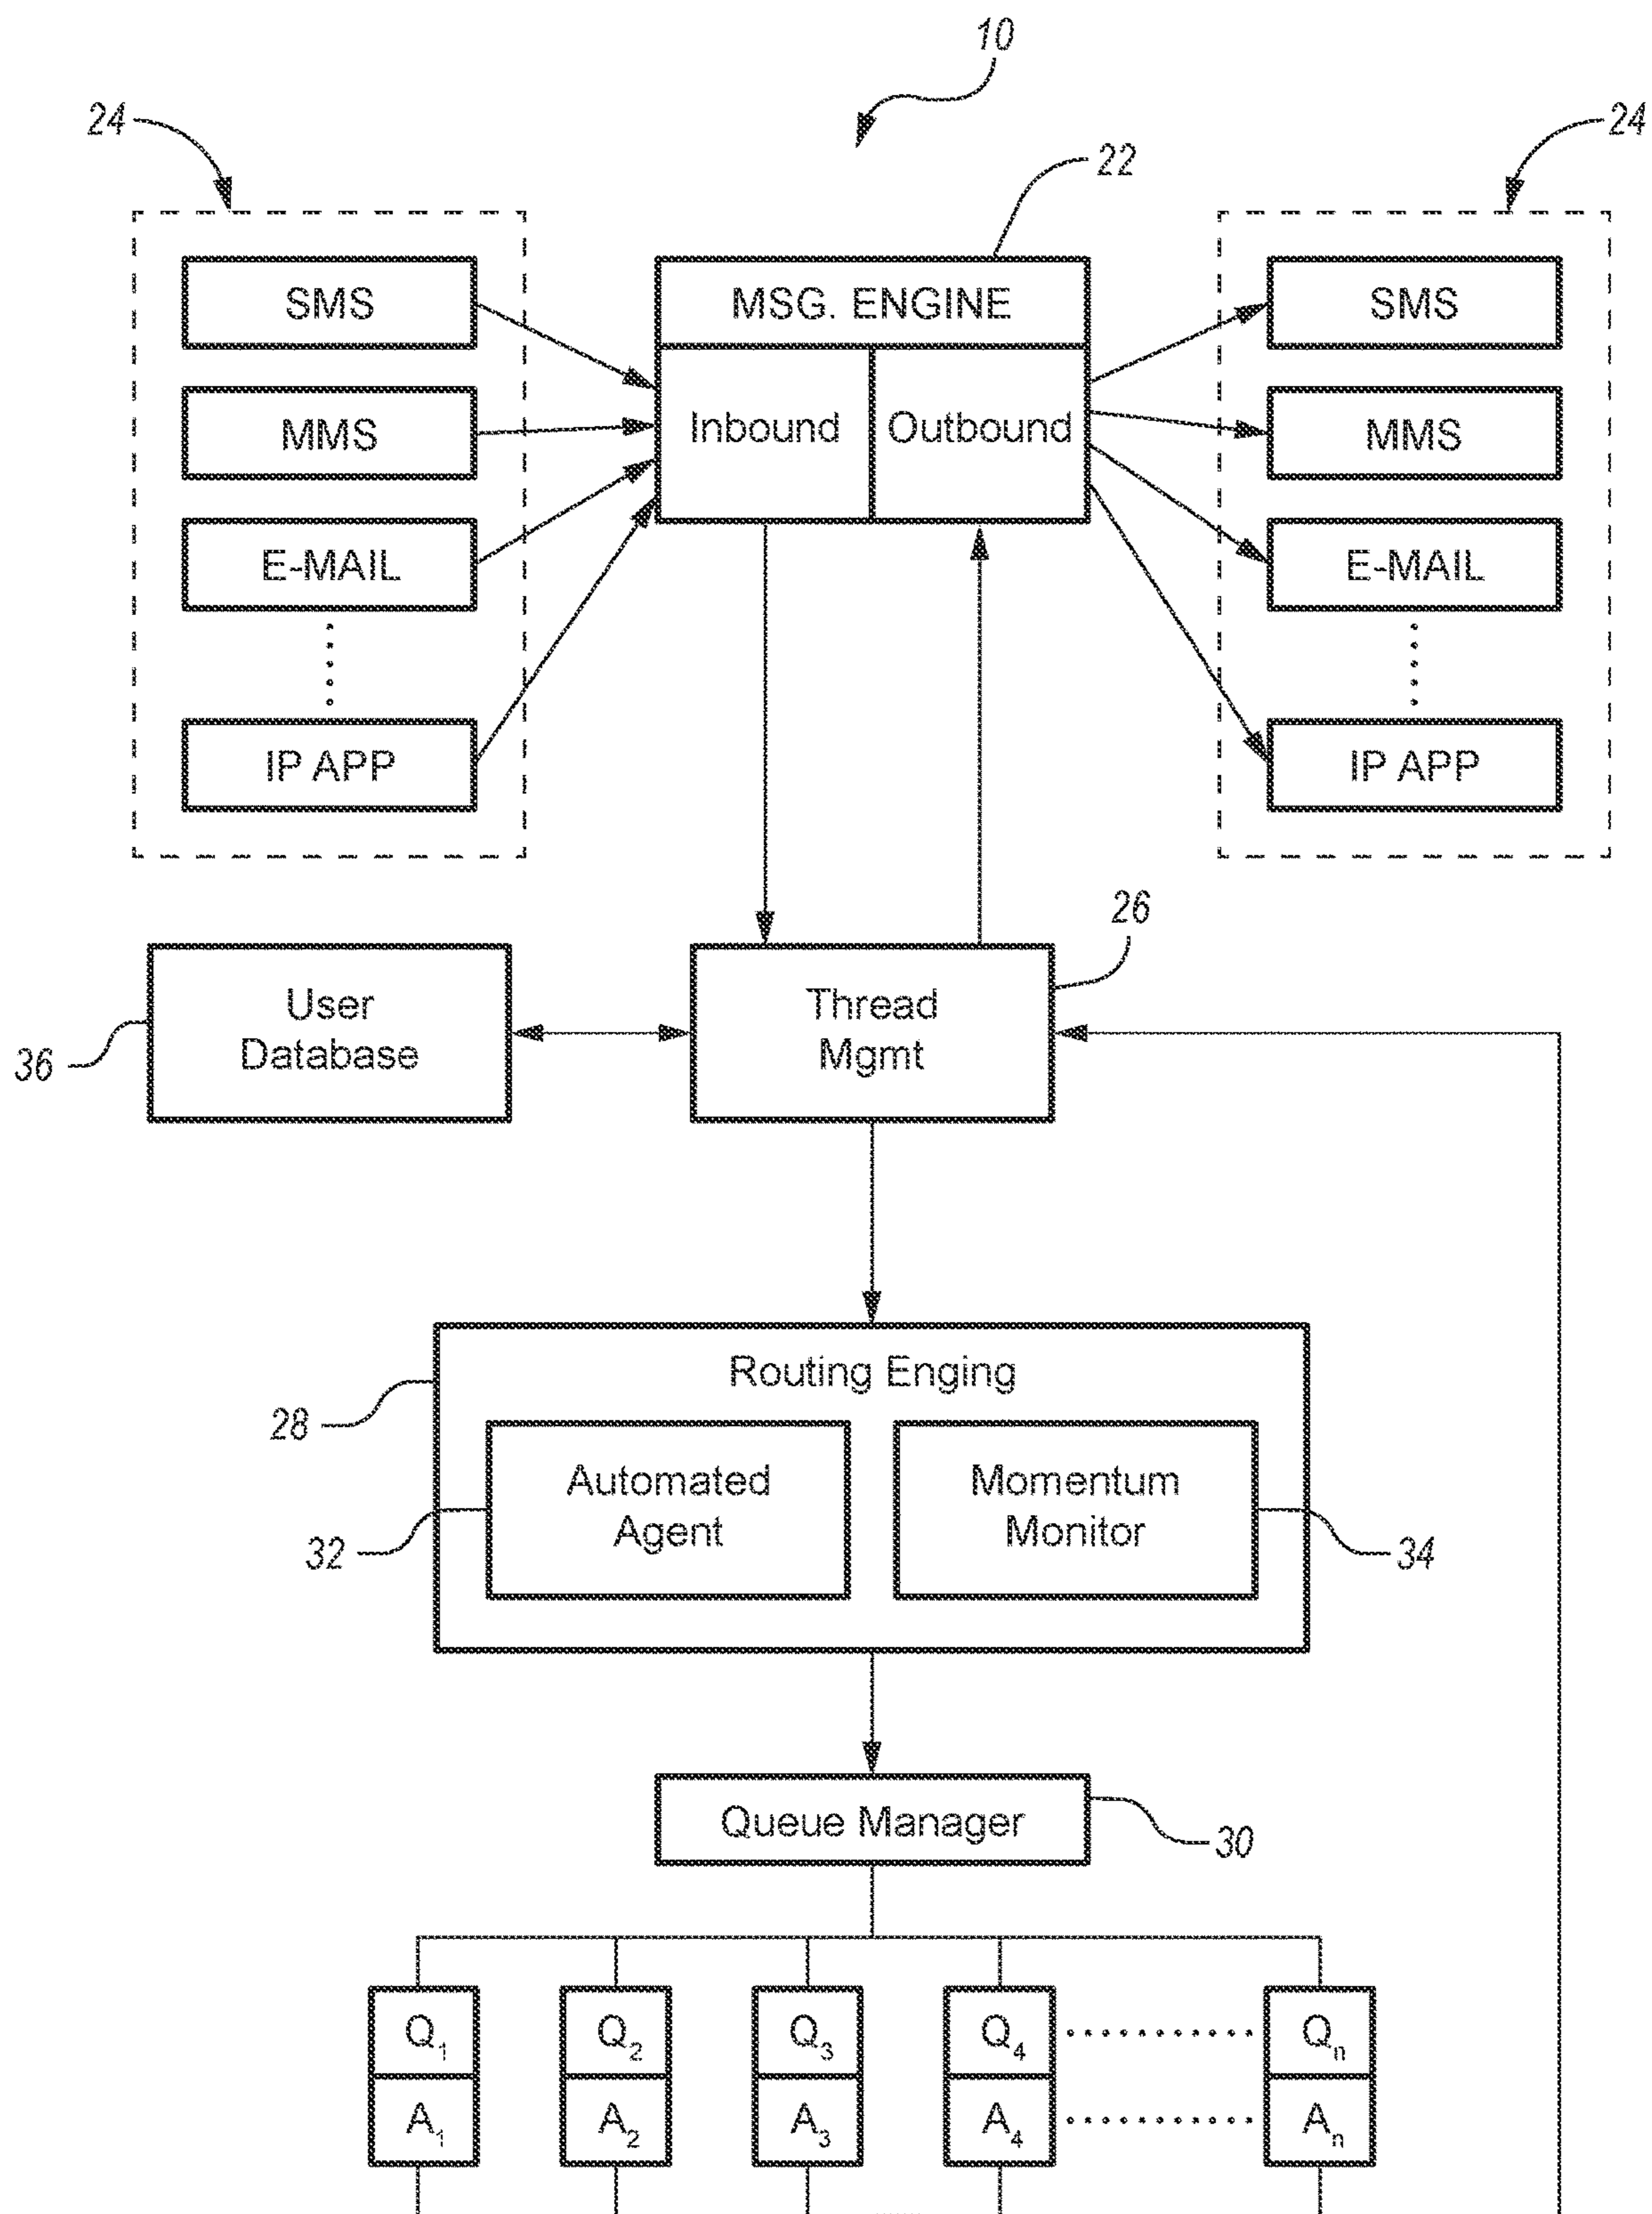 10
24
24
22
SMS
MSG. ENGINE
SMS
MMS
Inbound
Outbound
MMS
E-MAIL
E-MAIL
IP APP
IP APP
26
User
Database
Thread
Mgmt
36
Routing Enging
28
Automated
Agent
Momentum
Monitor
32
34
Queue Manager
30
Q1
Q2
Q3
Q4
Qn
A1
A2
A3
A4
An